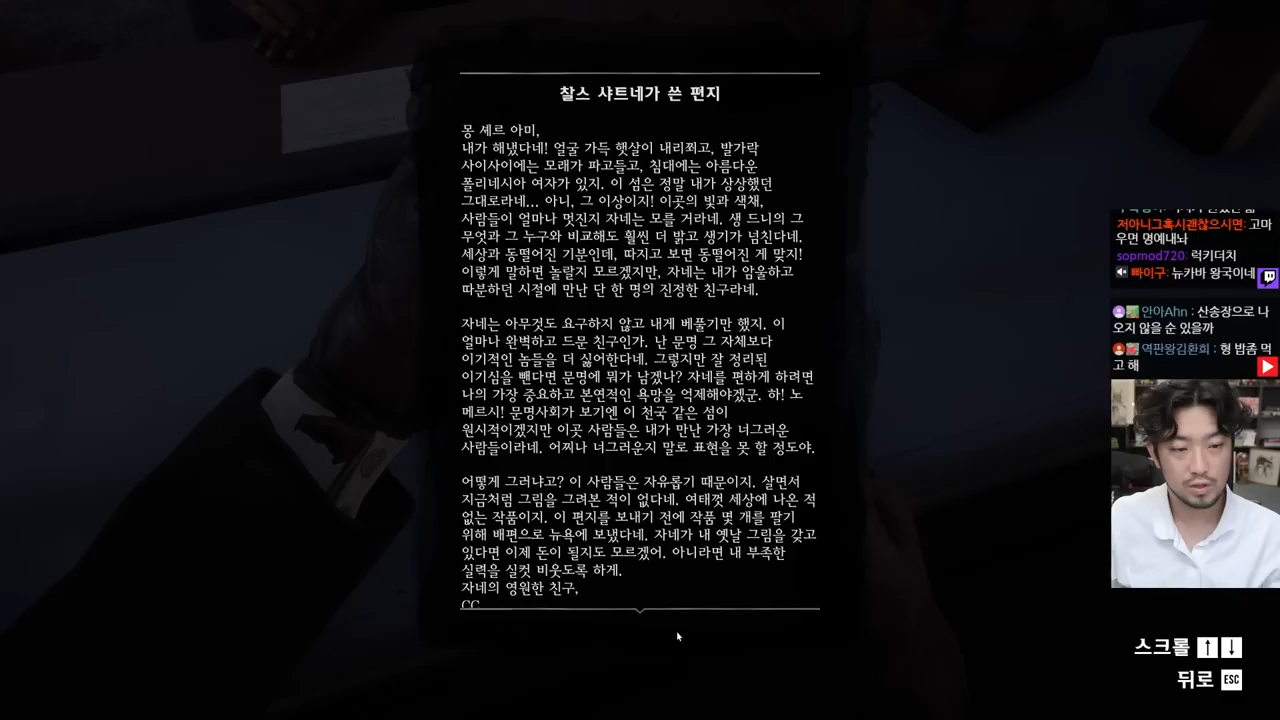 찰스 샤트네가 쓴 편지
몽 셰르 아미,
내가 해냈다네! 얼굴 가득 햇살이 내리쬐고, 발가락
사이사이에는 모래가 파고들고, 침대에는 아름다운
폴리네시아 여자가 있지. 이 섬은 정말 내가 상상했던
그대로라네... 아니, 그 이상이지! 이곳의 빛과 색채,
사람들이 얼마나 멋진지 자네는 모를 거라네. 생 드니의 그
무엇과 그 누구와 비교해도 훨씬 더 밝고 생기가 넘친다네.
세상과 동떨어진 기분인데, 따지고 보면 동떨어진 게 맞지!
이렇게 말하면 놀랄지 모르겠지만, 자네는 내가 암울하고
따분하던 시절에 만난 단 한 명의 진정한 친구라네.
자네는 아무것도 요구하지 않고 내게 베풀기만 했지. 이
얼마나 완벽하고 드문 친구인가. 난 문명 그 자체보다
이기적인 놈들을 더 싫어한다네. 그렇지만 잘 정리된
이기심을 뺀다면 문명에 뭐가 남겠나? 자네를 편하게 하려면
나의 가장 중요하고 본연적인 욕망을 억제해야겠군. 하! 노
메르시! 문명사회가 보기엔 이 천국 같은 섬이
원시적이겠지만 이곳 사람들은 내가 만난 가장 너그러운
사람들이라네. 어찌나 너그러운지 말로 표현을 못 할 정도야.
어떻게 그러냐고? 이 사람들은 자유롭기 때문이지. 살면서
지금처럼 그림을 그려본 적이 없다네. 여태껏 세상에 나온 적
없는 작품이지. 이 편지를 보내기 전에 작품 몇 개를 팔기
위해 배편으로 뉴욕에 보냈다네. 자네가 내 옛날 그림을 갖고
있다면 이제 돈이 될지도 모르겠어. 아니라면 내 부족한
실력을 실컷 비웃도록 하게.
자네의 영원한 친구,
CC
저아니그혹시괜찮으시면: 고마
우면 명예내놔
sopmod720: 럭키더치
빠이구: 뉴카바 왕국이네
안이Ahn : 산송장으로 나
오지 않을 순 있을까
역판왕김환희 : 형 밥좀 먹
고 해
스크롤 ↑ ↓
뒤로 ESC